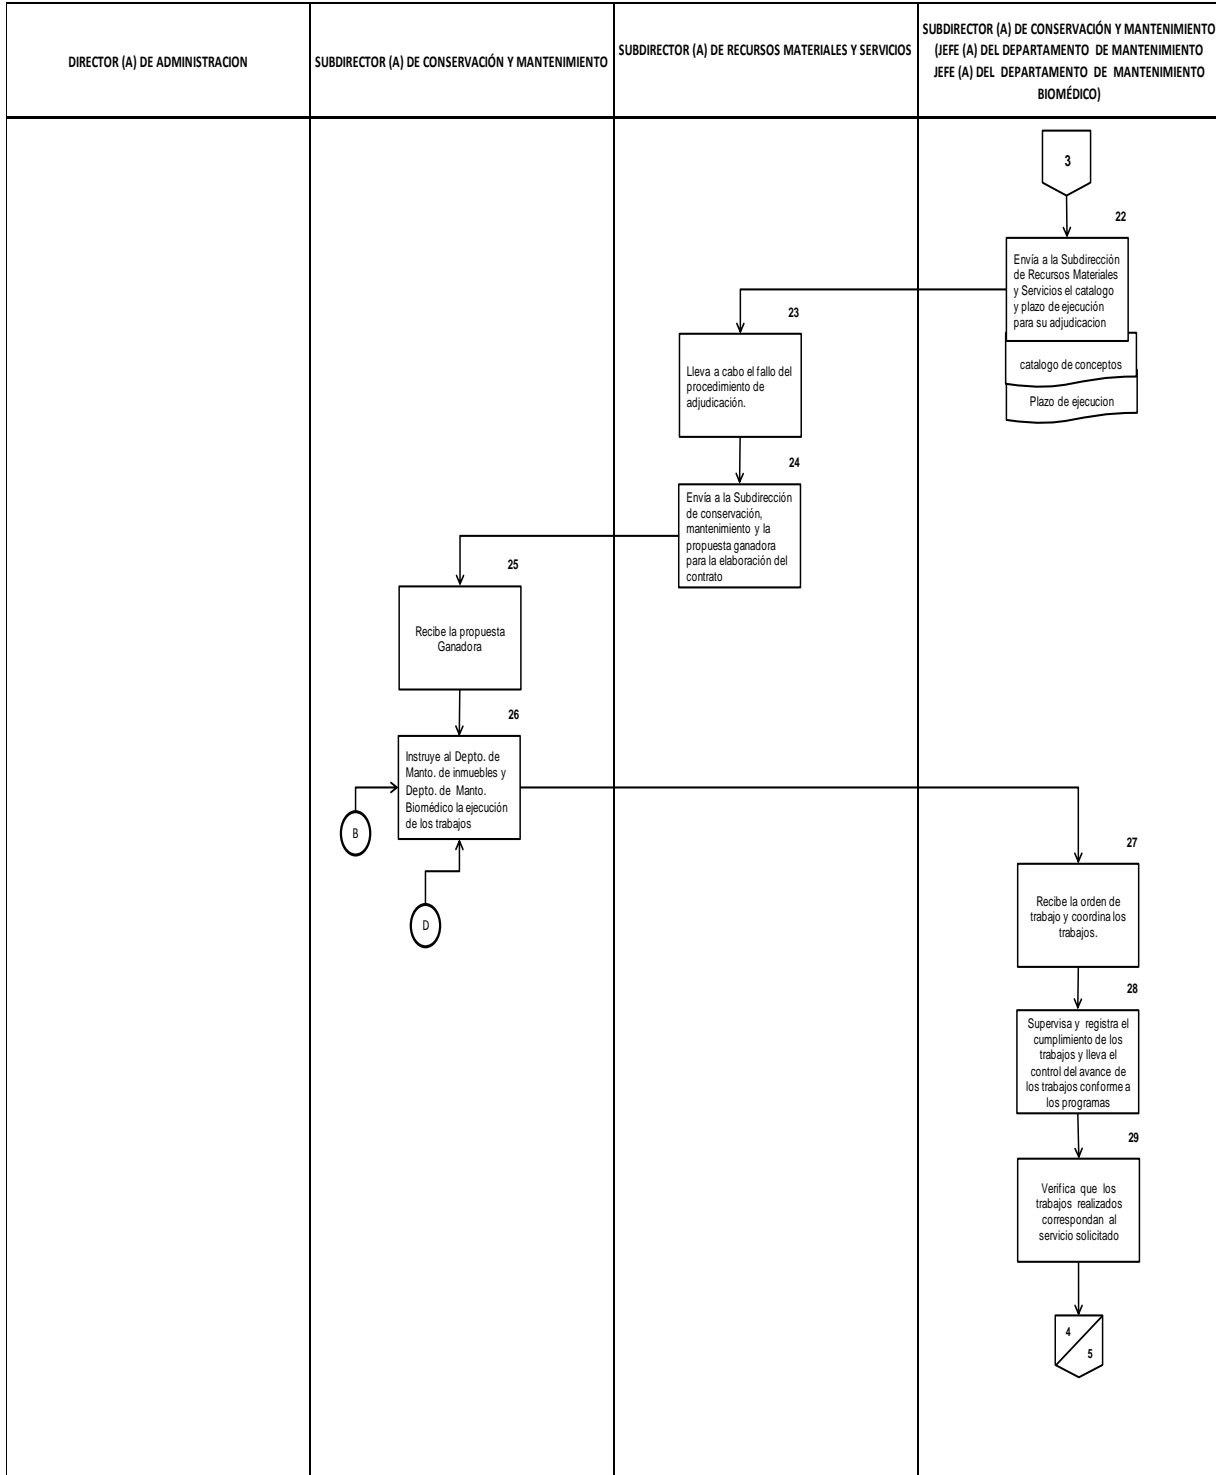 DIRECTOR (A) DE ADMINISTRACION
SUBDIRECTOR (A) DE CONSERVACIÓN Y MANTENIMIENTO
SUBDIRECTOR (A) DE RECURSOS MATERIALES Y SERVICIOS
SUBDIRECTOR (A) DE CONSERVACIÓN Y MANTENIMIENTO
(JEFE (A) DEL DEPARTAMENTO DE MANTENIMIENTO
JEFE (A) DEL DEPARTAMENTO DE MANTENIMIENTO
BIOMÉDICO)
3
22
Envía a la Subdirección
de Recursos Materiales
y Servicios el catalogo
y plazo de ejecución
para su adjudicacion
catalogo de conceptos
Plazo de ejecucion
23
Lleva a cabo el fallo del
procedimiento de
adjudicación.
24
Envía a la Subdirección
de conservación,
mantenimiento y la
propuesta ganadora
para la elaboración del
contrato
25
Recibe la propuesta
Ganadora
26
Instruye al Depto. de
Manto. de inmuebles y
Depto. de Manto.
Biomédico la ejecución
de los trabajos
B
D
27
Recibe la orden de
trabajo y coordina los
trabajos.
28
Supervisa y registra el
cumplimiento de los
trabajos y lleva el
control del avance de
los trabajos conforme a
los programas
29
Verifica que los
trabajos realizados
correspondan al
servicio solicitado
4
5